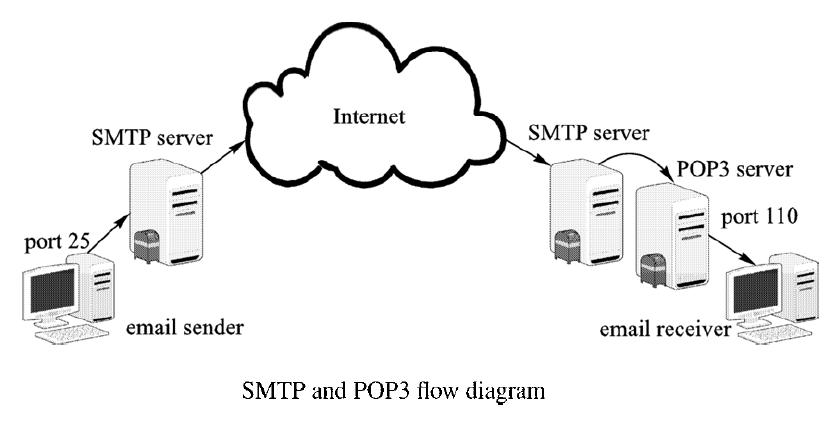 Internet
SMTP server
SMTP server
POP3 server
port 25
port 110
email sender
email receiver
SMTP and POP3 flow diagram